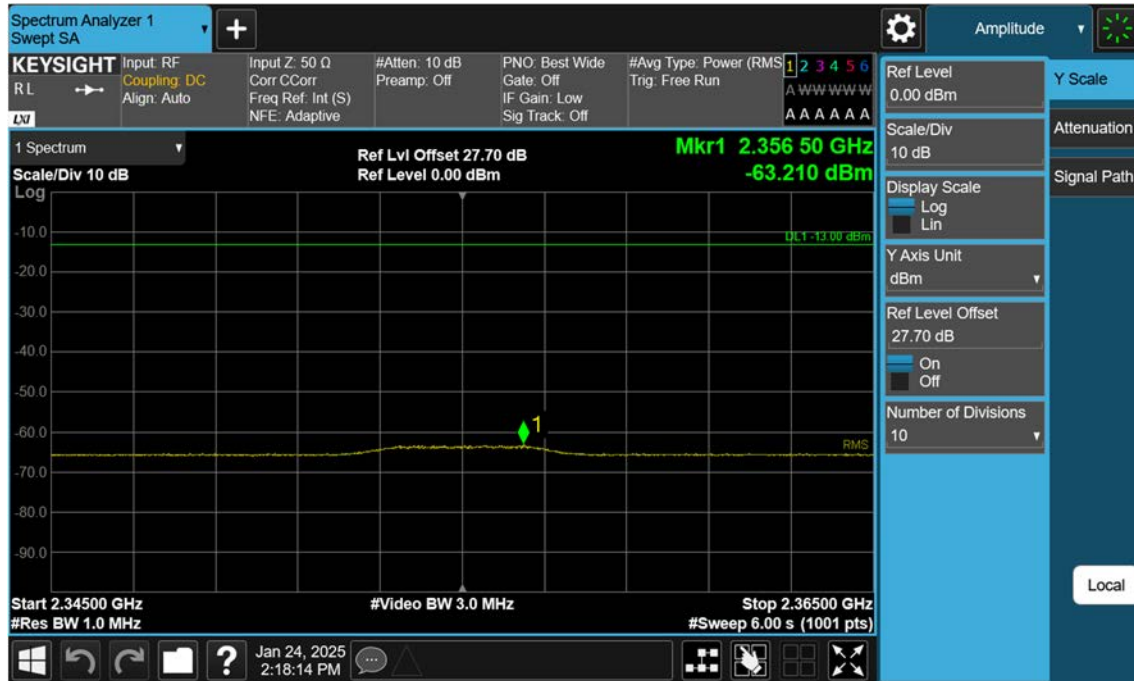 Spectrum Analyzer 1
Swept SA
+
Amplitude
KEYSIGHT
RL
LXI
Input: RF
Coupling: DC
Align: Auto
Input Z: 50 Ω
Corr CCorr
Freq Ref: Int (S)
NFE: Adaptive
#Atten: 10 dB
Preamp: Off
PNO: Best Wide
Gate: Off
IF Gain: Low
Sig Track: Off
#Avg Type: Power (RMS
Trig: Free Run
1 2 3 4 5 6
A W W W W W
A A A A A A
1 Spectrum
Scale/Div 10 dB
Log
Ref Lvl Offset 27.70 dB
Ref Level 0.00 dBm
Mkr1 2.356 50 GHz
-63.210 dBm
-10.0
DL1 -13.00 dBm
-20.0
-30.0
-40.0
-50.0
-60.0
1
RMS
-70.0
-80.0
-90.0
Start 2.34500 GHz
#Video BW 3.0 MHz
Stop 2.36500 GHz
#Res BW 1.0 MHz
#Sweep 6.00 s (1001 pts)
?
Jan 24, 2025
2:18:14 PM
Ref Level
0.00 dBm
Scale/Div
10 dB
Display Scale
Log
Lin
Y Axis Unit
dBm
Ref Level Offset
27.70 dB
On
Off
Number of Divisions
10
Y Scale
Attenuation
Signal Path
Local